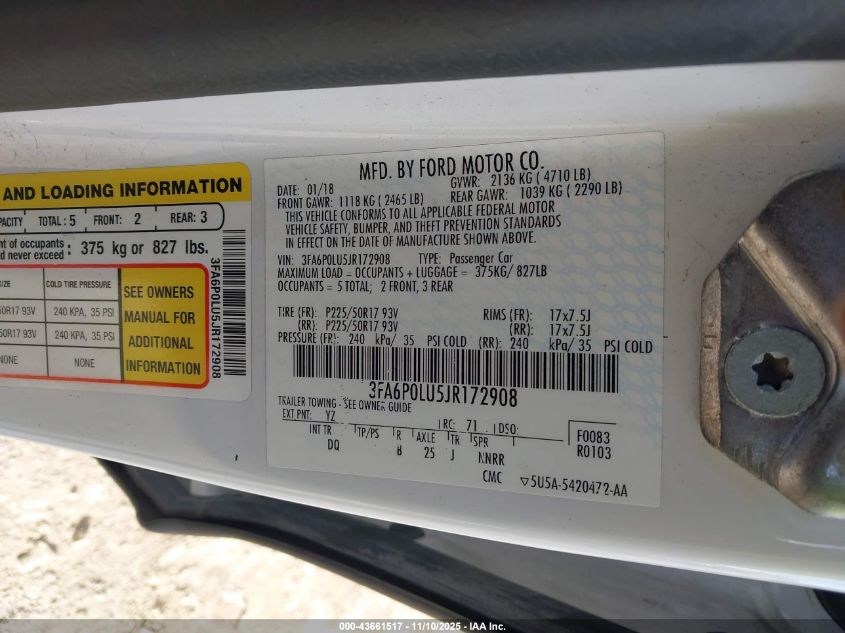 AND LOADING INFORMATION
TOTAL : 5 FRONT: 2 REAR: 3
of occupants : 375 kg or 827 lbs.
never exceed
COLD TIRE PRESSURE
50R17 93V 240 KPA, 35 PSI
50R17 93V 240 KPA, 35 PSI
NONE NONE
SEE OWNERS
MANUAL FOR
ADDITIONAL
INFORMATION
3FA6P0LU5JR172908
MFD. BY FORD MOTOR CO.
DATE: 01/18 GVWR: 2136 KG ( 4710 LB)
FRONT GAWR: 1118 KG ( 2465 LB) REAR GAWR: 1039 KG ( 2290 LB)
THIS VEHICLE CONFORMS TO ALL APPLICABLE FEDERAL MOTOR
VEHICLE SAFETY, BUMPER, AND THEFT PREVENTION STANDARDS
IN EFFECT ON THE DATE OF MANUFACTURE SHOWN ABOVE.
VIN: 3FA6P0LU5JR172908 TYPE: Passenger Car
MAXIMUM LOAD = OCCUPANTS + LUGGAGE = 375KG/ 827LB
OCCUPANTS = 5 TOTAL; 2 FRONT, 3 REAR
TIRE (FR): P225/50R17 93V RIMS (FR): 17x7.5J
(RR): P225/50R17 93V (RR): 17x7.5J
PRESSURE (FR): 240 kPa/ 35 PSI COLD (RR): 240 kPa/ 35 PSI COLD
3FA6P0LU5JR172908
TRAILER TOWING - SEE OWNER GUIDE
EXT PNT: YZ RC: 71 DSO: F0083
INT TR TP/PS R AXLE TR SPR R0103
DQ B 25 J NNRR
CMC 5U5A-5420472-AA
000-43661517 - 11/10/2025 - IAA Inc.